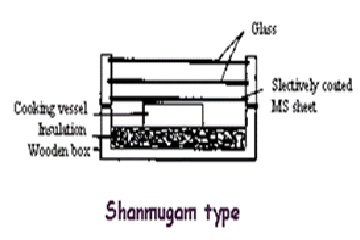 Glass
Slectively coated
MS sheet
Cooking vessel
Insulation
Wooden box
Shanmugam type